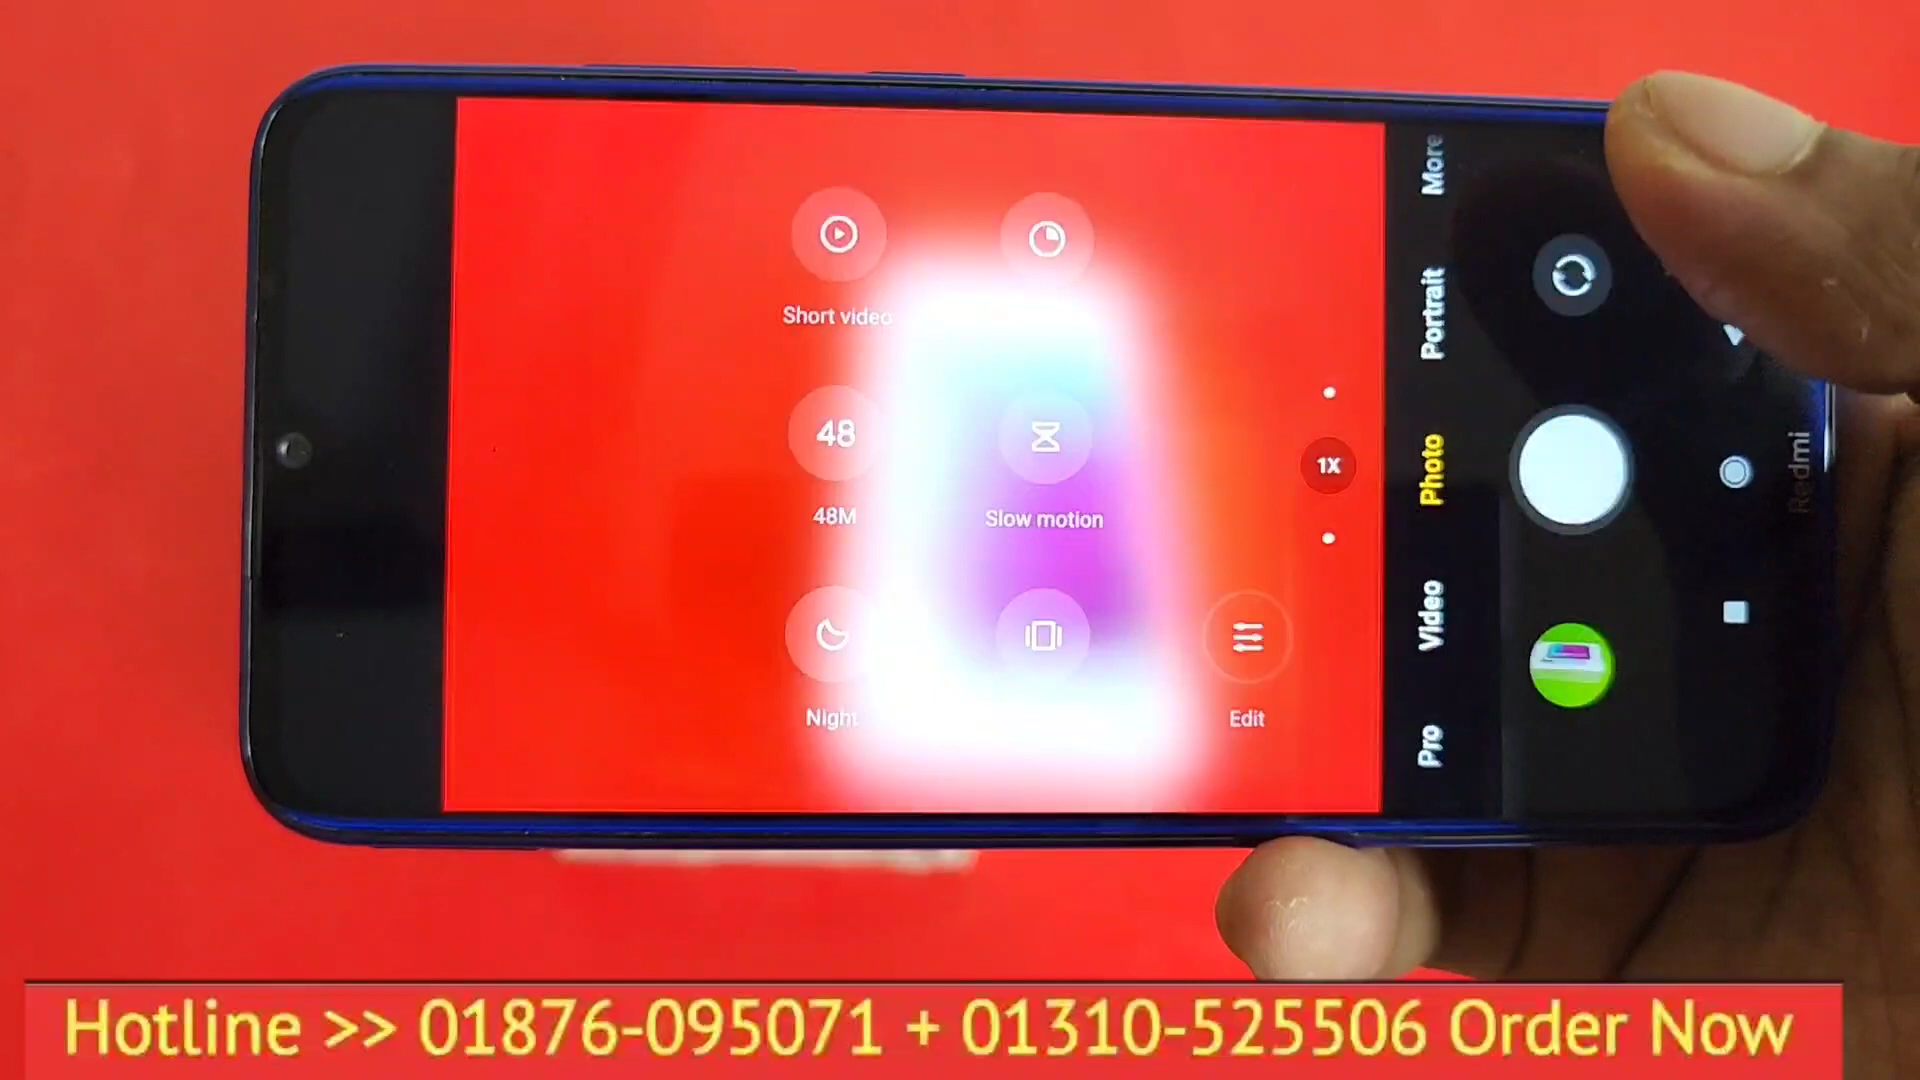 Short video
48
48M
Slow motion
Night
Edit
1X
More
Portrait
Photo
Video
Pro
Redmi
Hotline >> 01876-095071 + 01310-525506 Order Now